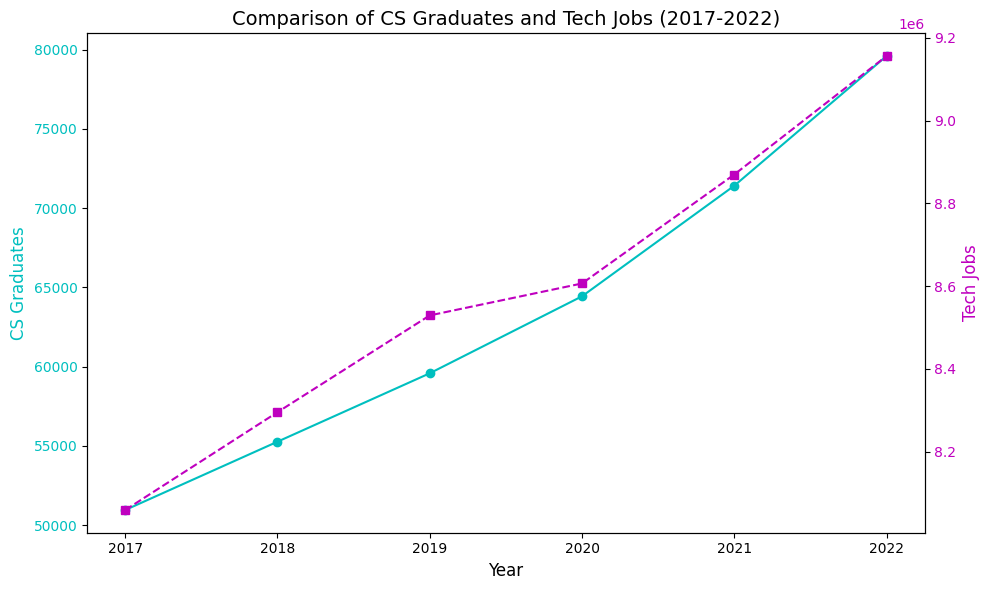 Comparison of CS Graduates and Tech Jobs (2017-2022)
1e6
80000
75000
70000
65000
60000
55000
50000
CS Graduates
9.2
9.0
8.8
8.6
8.4
8.2
Tech Jobs
2017 2018 2019 2020 2021 2022
Year